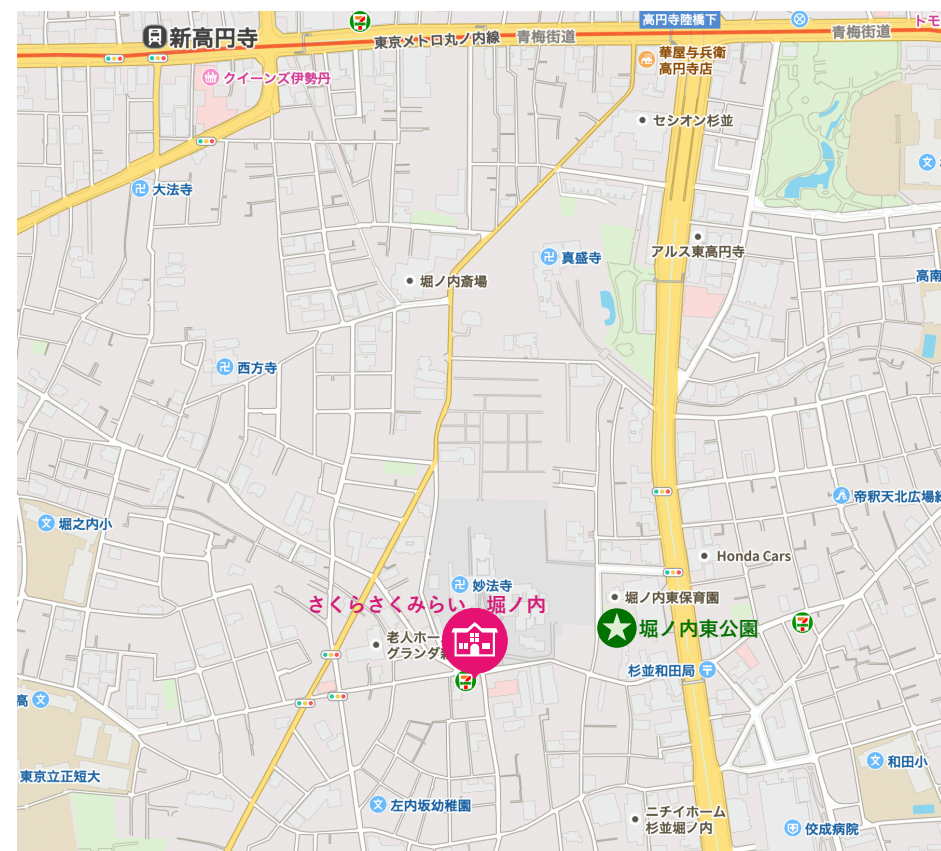 高円寺陸橋下
トモ
新高円寺
東京メトロ丸ノ内線
青梅街道
青梅街道
華屋与兵衛
高円寺店
クイーンズ伊勢丹
セシオン杉並
大法寺
アルス東高円寺
真盛寺
堀ノ内斎場
高南
西方寺
帝釈天北広場緑
堀之内小
Honda Cars
妙法寺
堀ノ内東保育園
さくらさくみらい 堀ノ内
堀ノ内東公園
老人ホー
グランダ
杉並和田局
高
和田小
東京立正短大
左内坂幼稚園
ニチイホーム
杉並堀ノ内
佼成病院